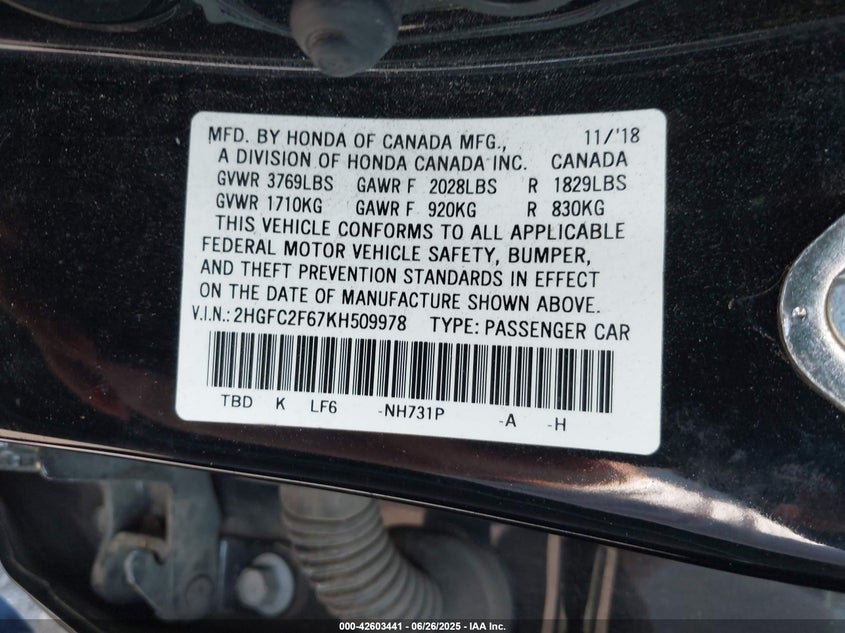 MFD. BY HONDA OF CANADA MFG., 11/'18
A DIVISION OF HONDA CANADA INC. CANADA
GVWR 3769LBS GAWR F 2028LBS R 1829LBS
GVWR 1710KG GAWR F 920KG R 830KG
THIS VEHICLE CONFORMS TO ALL APPLICABLE
FEDERAL MOTOR VEHICLE SAFETY, BUMPER,
AND THEFT PREVENTION STANDARDS IN EFFECT
ON THE DATE OF MANUFACTURE SHOWN ABOVE.
V.I.N.: 2HGFC2F67KH509978 TYPE: PASSENGER CAR
TBD K LF6 -NH731P -A -H
000-42603441 - 06/26/2025 - IAA Inc.